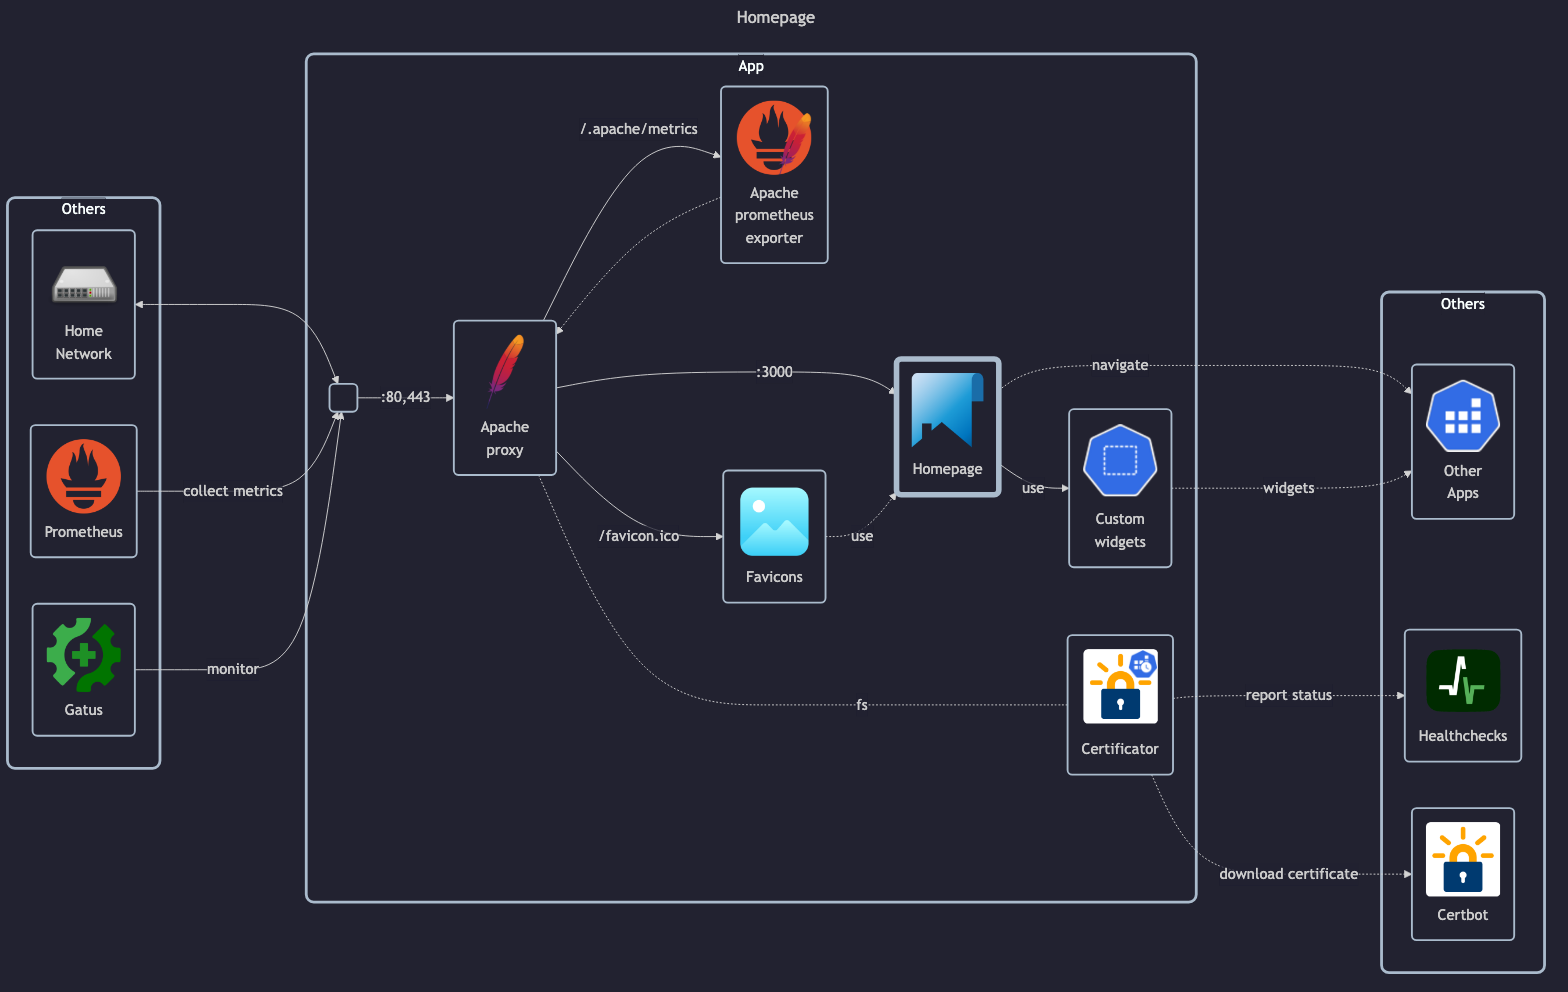 Homepage
App
/.apache/metrics
Apache
prometheus
exporter
Others
Home
Network
Prometheus
Gatus
collect metrics
monitor
:80,443
Apache
proxy
:3000
/favicon.ico
Favicons
use
Homepage
use
Custom
widgets
fs
Certificator
navigate
widgets
report status
download certificate
Others
Other
Apps
Healthchecks
Certbot